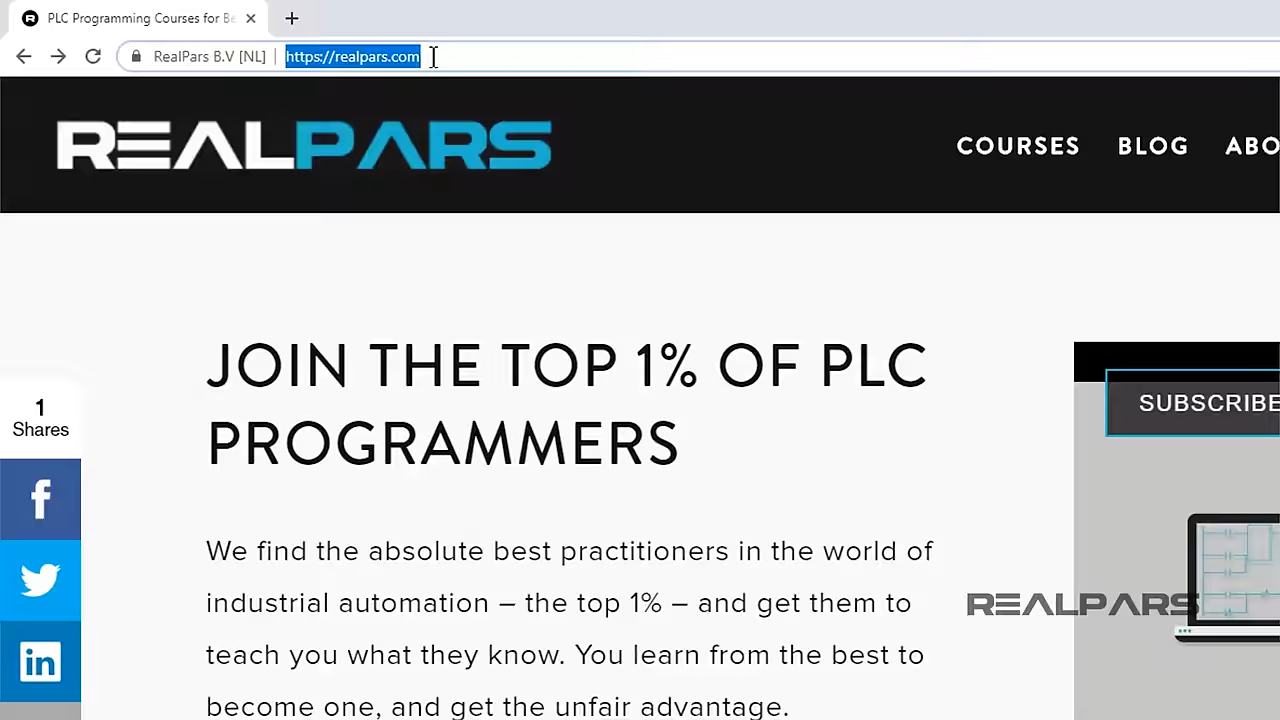 PLC Programming Courses for Be
RealPars B.V [NL] | https://realpars.com
REALPARS
COURSES BLOG ABO
JOIN THE TOP 1% OF PLC
PROGRAMMERS
1
Shares
SUBSCRIBE
We find the absolute best practitioners in the world of
industrial automation – the top 1% – and get them to
teach you what they know. You learn from the best to
become one, and get the unfair advantage.
REALPARS